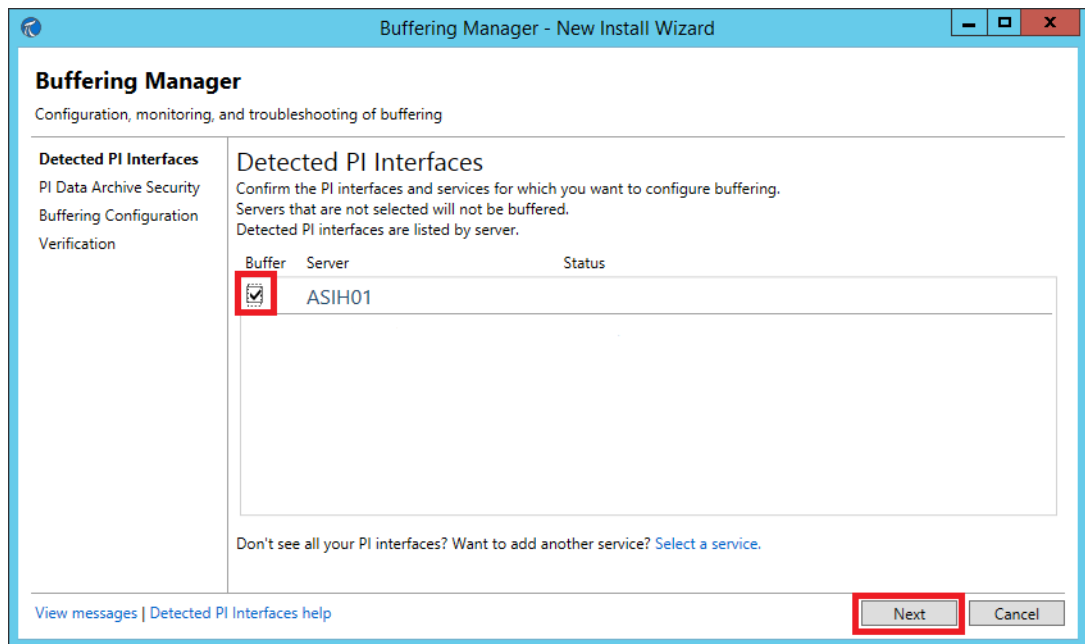 Buffering Manager - New Install Wizard
Buffering Manager
Configuration, monitoring, and troubleshooting of buffering
Detected PI Interfaces
PI Data Archive Security
Buffering Configuration
Verification
Detected PI Interfaces
Confirm the PI interfaces and services for which you want to configure buffering.
Servers that are not selected will not be buffered.
Detected PI interfaces are listed by server.
Buffer Server Status
ASIH01
Don't see all your PI interfaces? Want to add another service? Select a service.
View messages | Detected PI Interfaces help
Next Cancel